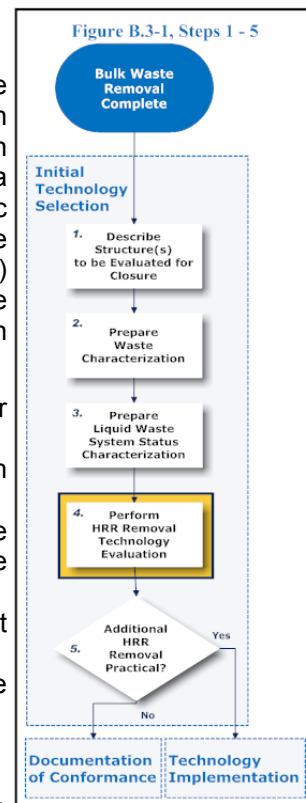 Figure B.3-1, Steps 1 - 5
Bulk Waste
Removal
Complete
Initial
Technology
Selection
1. Describe
Structure(s)
to be Evaluated for
Closure
2. Prepare
Waste
Characterization
3. Prepare
Liquid Waste
System Status
Characterization
4. Perform
HRR Removal
Technology
Evaluation
Additional
5. HRR
Removal
Practical?
Yes
No
Documentation
of Conformance
Technology
Implementation